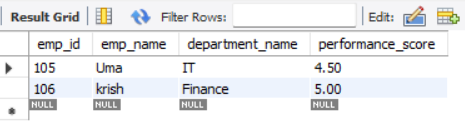 Result Grid Filter Rows: Edit:
emp_id emp_name department_name performance_score
105 Uma IT 4.50
106 krish Finance 5.00
NULL NULL NULL NULL